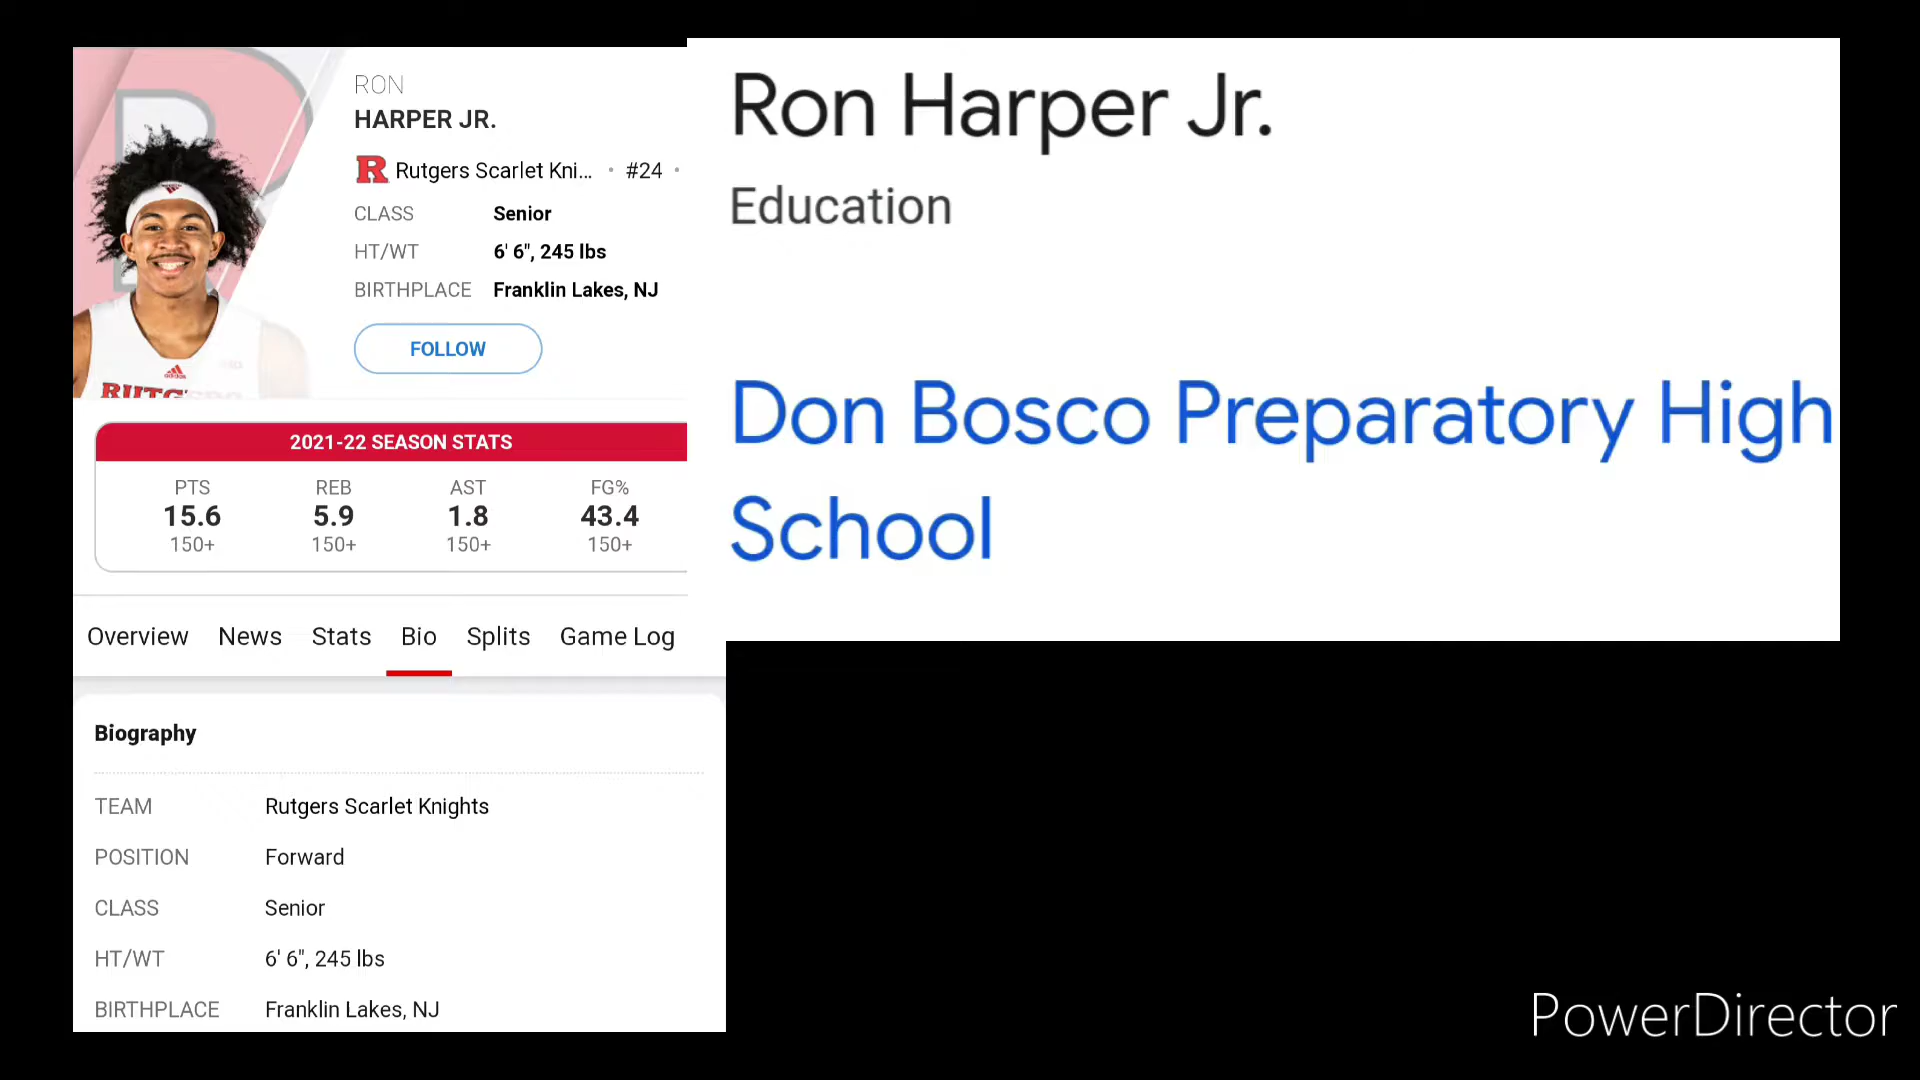 RON
HARPER JR.
R Rutgers Scarlet Kni... • #24 •
CLASS Senior
HT/WT 6' 6", 245 lbs
BIRTHPLACE Franklin Lakes, NJ
FOLLOW
adidas
RUTGERS
2021-22 SEASON STATS
PTS REB AST FG%
15.6 5.9 1.8 43.4
150+ 150+ 150+ 150+
Overview News Stats Bio Splits Game Log
Biography
TEAM Rutgers Scarlet Knights
POSITION Forward
CLASS Senior
HT/WT 6' 6", 245 lbs
BIRTHPLACE Franklin Lakes, NJ
Ron Harper Jr.
Education
Don Bosco Preparatory High
School
PowerDirector